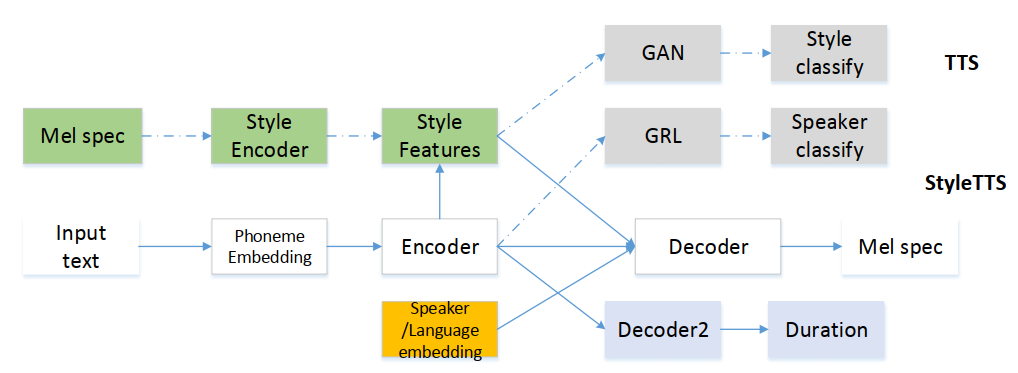 GAN
Style
classify
TTS
Mel spec
Style
Encoder
Style
Features
GRL
Speaker
classify
StyleTTS
Input
text
Phoneme
Embedding
Encoder
Decoder
Mel spec
Speaker
/Language
embedding
Decoder2
Duration